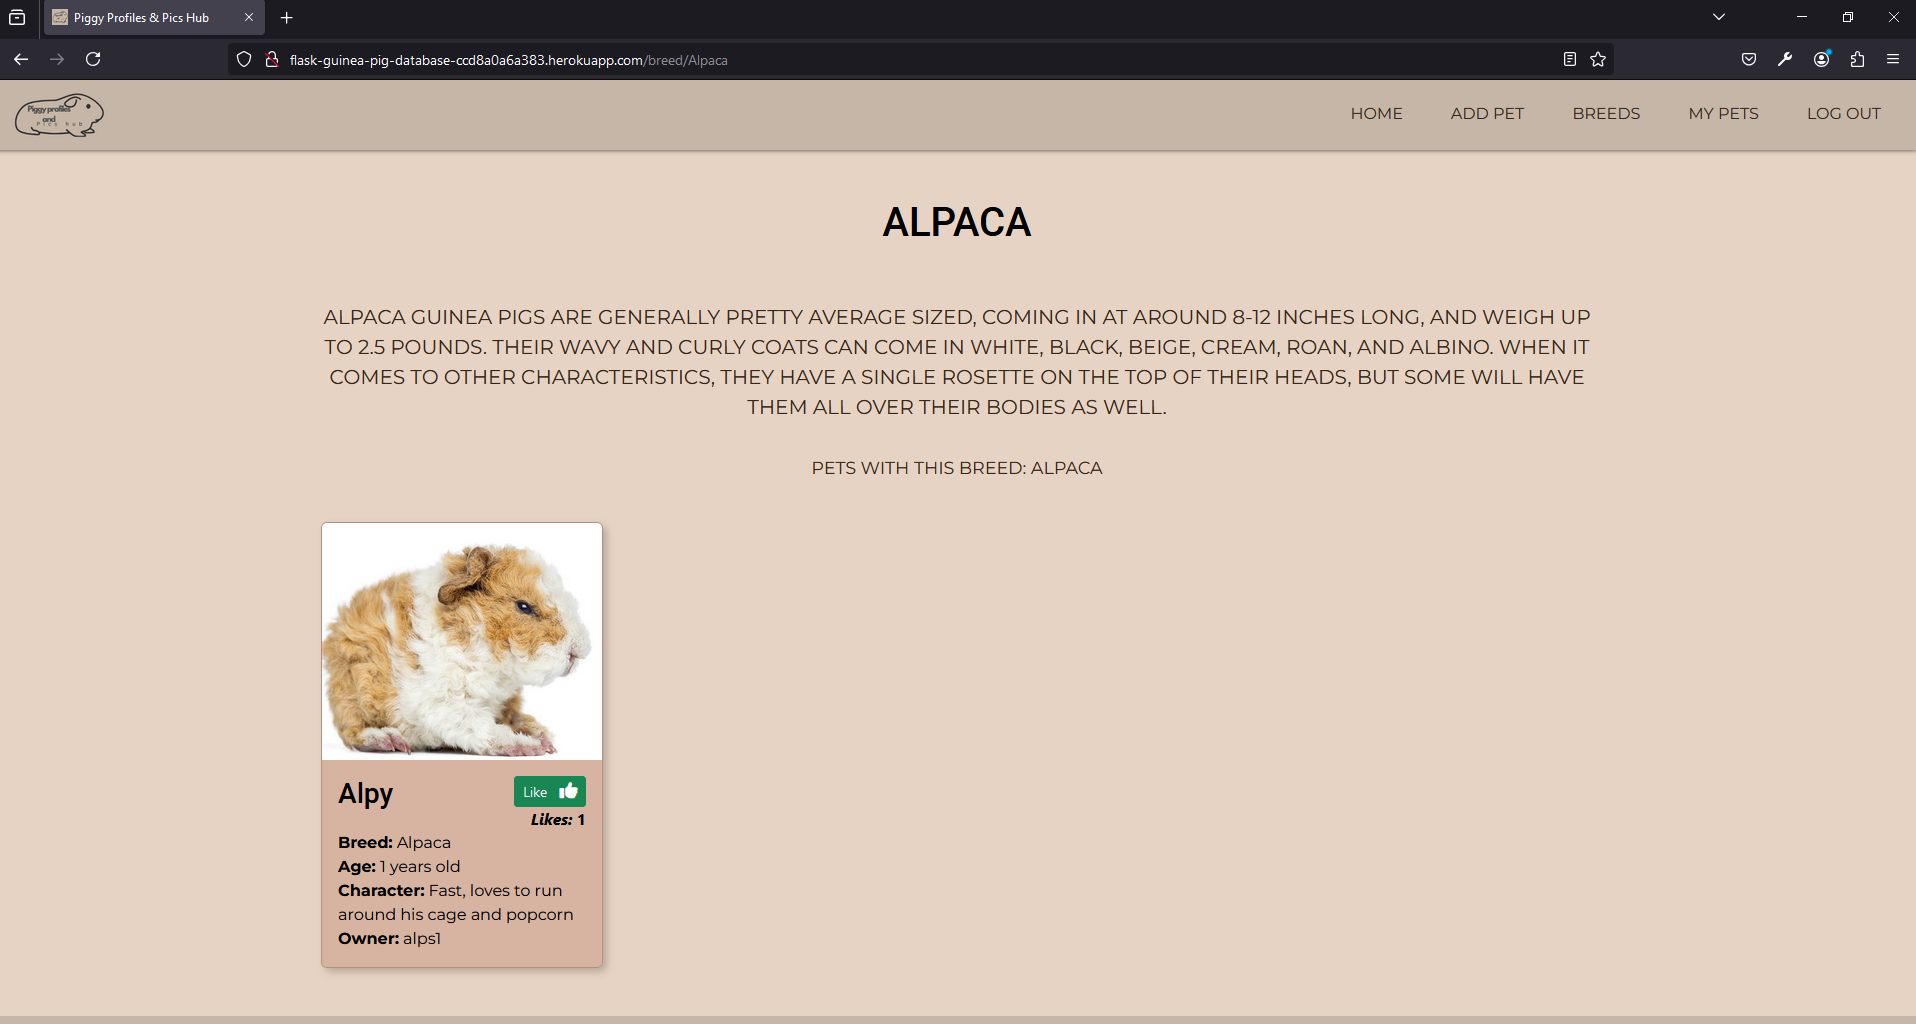 Piggy Profiles & Pics Hub
flask-guinea-pig-database-ccd8a0a6a383.herokuapp.com/breed/Alpaca
Piggy profiles
and
Pics hub
HOME
ADD PET
BREEDS
MY PETS
LOG OUT
ALPACA
ALPACA GUINEA PIGS ARE GENERALLY PRETTY AVERAGE SIZED, COMING IN AT AROUND 8-12 INCHES LONG, AND WEIGH UP
TO 2.5 POUNDS. THEIR WAVY AND CURLY COATS CAN COME IN WHITE, BLACK, BEIGE, CREAM, ROAN, AND ALBINO. WHEN IT
COMES TO OTHER CHARACTERISTICS, THEY HAVE A SINGLE ROSETTE ON THE TOP OF THEIR HEADS, BUT SOME WILL HAVE
THEM ALL OVER THEIR BODIES AS WELL.
PETS WITH THIS BREED: ALPACA
Alpy
Like
Likes: 1
Breed: Alpaca
Age: 1 years old
Character: Fast, loves to run
around his cage and popcorn
Owner: alps1